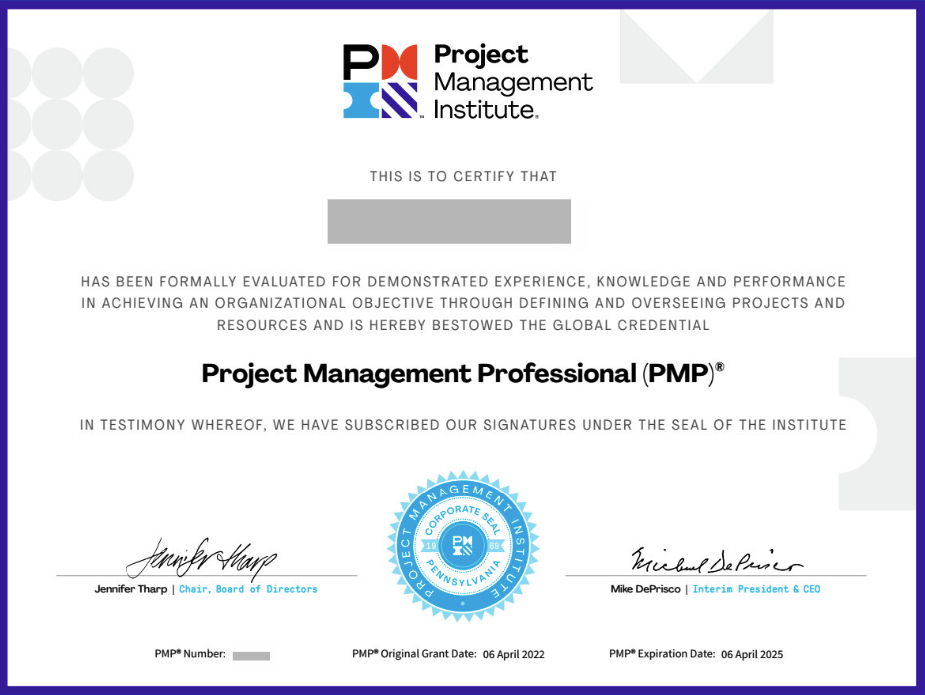 Project
Management
Institute®
THIS IS TO CERTIFY THAT
HAS BEEN FORMALLY EVALUATED FOR DEMONSTRATED EXPERIENCE, KNOWLEDGE AND PERFORMANCE
IN ACHIEVING AN ORGANIZATIONAL OBJECTIVE THROUGH DEFINING AND OVERSEEING PROJECTS AND
RESOURCES AND IS HEREBY BESTOWED THE GLOBAL CREDENTIAL
Project Management Professional (PMP)®
IN TESTIMONY WHEREOF, WE HAVE SUBSCRIBED OUR SIGNATURES UNDER THE SEAL OF THE INSTITUTE
PROJECT MANAGEMENT INSTITUTE
CORPORATE SEAL
1969
PENNSYLVANIA
Jennifer Tharp
Michael DePrisco
Jennifer Tharp | Chair, Board of Directors
Mike DePrisco | Interim President & CEO
PMP® Number:
PMP® Original Grant Date: 06 April 2022
PMP® Expiration Date: 06 April 2025